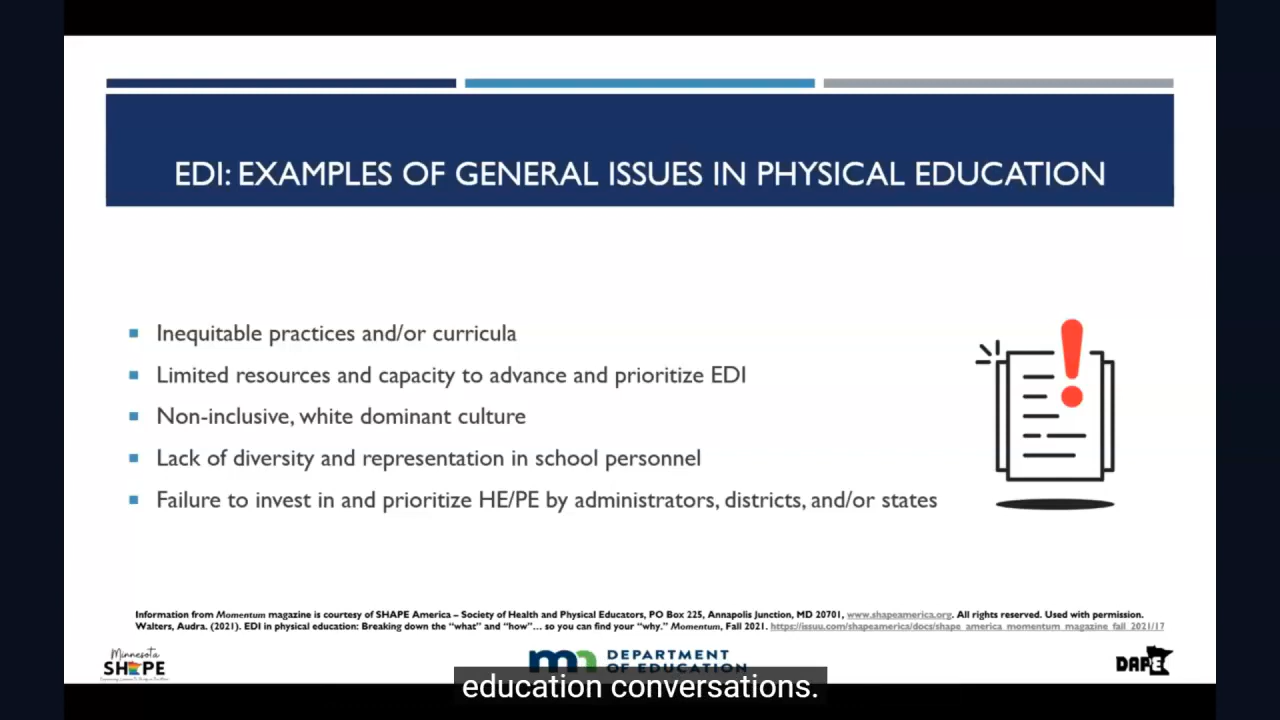 EDI: EXAMPLES OF GENERAL ISSUES IN PHYSICAL EDUCATION
Inequitable practices and/or curricula
Limited resources and capacity to advance and prioritize EDI
Non-inclusive, white dominant culture
Lack of diversity and representation in school personnel
Failure to invest in and prioritize HE/PE by administrators, districts, and/or states
Information from Momentum magazine is courtesy of SHAPE America – Society of Health and Physical Educators, PO Box 225, Annapolis Junction, MD 20701, www.shapeamerica.org. All rights reserved. Used with permission.
Walters, Audra. (2021). EDI in physical education: Breaking down the “what” and “how”… so you can find your “why.” Momentum, Fall 2021. https://issuu.com/shapeamerica/docs/shape_america_momentum_magazine_fall_2021/17
Minnesota
SHAPE
mn DEPARTMENT
OF EDUCATION
DAPE
education conversations.